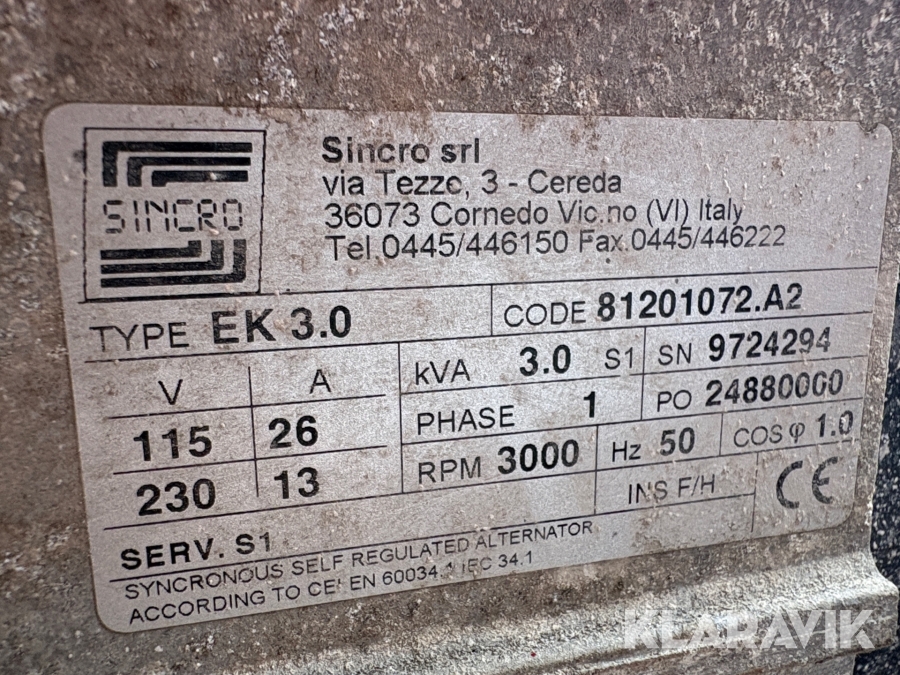 SINCRO
Sincro srl
via Tezzo, 3 - Cereda
36073 Cornedo Vic.no (VI) Italy
Tel.0445/446150 Fax.0445/446222
TYPE EK 3.0
CODE 81201072.A2
V A
115 26
230 13
kVA 3.0 S1
SN 9724294
PHASE 1
PO 24880000
RPM 3000
Hz 50
COS φ 1.0
INS F/H
CE
SERV. S1
SYNCRONOUS SELF REGULATED ALTERNATOR
ACCORDING TO CEI EN 60034.1 IEC 34.1
KLARAVIK